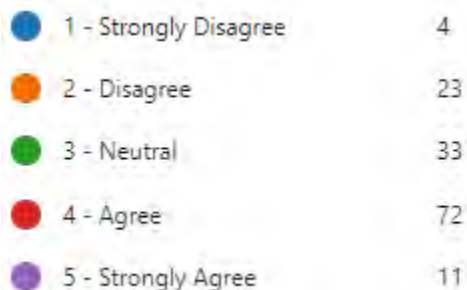 1 - Strongly Disagree 4
2 - Disagree 23
3 - Neutral 33
4 - Agree 72
5 - Strongly Agree 11